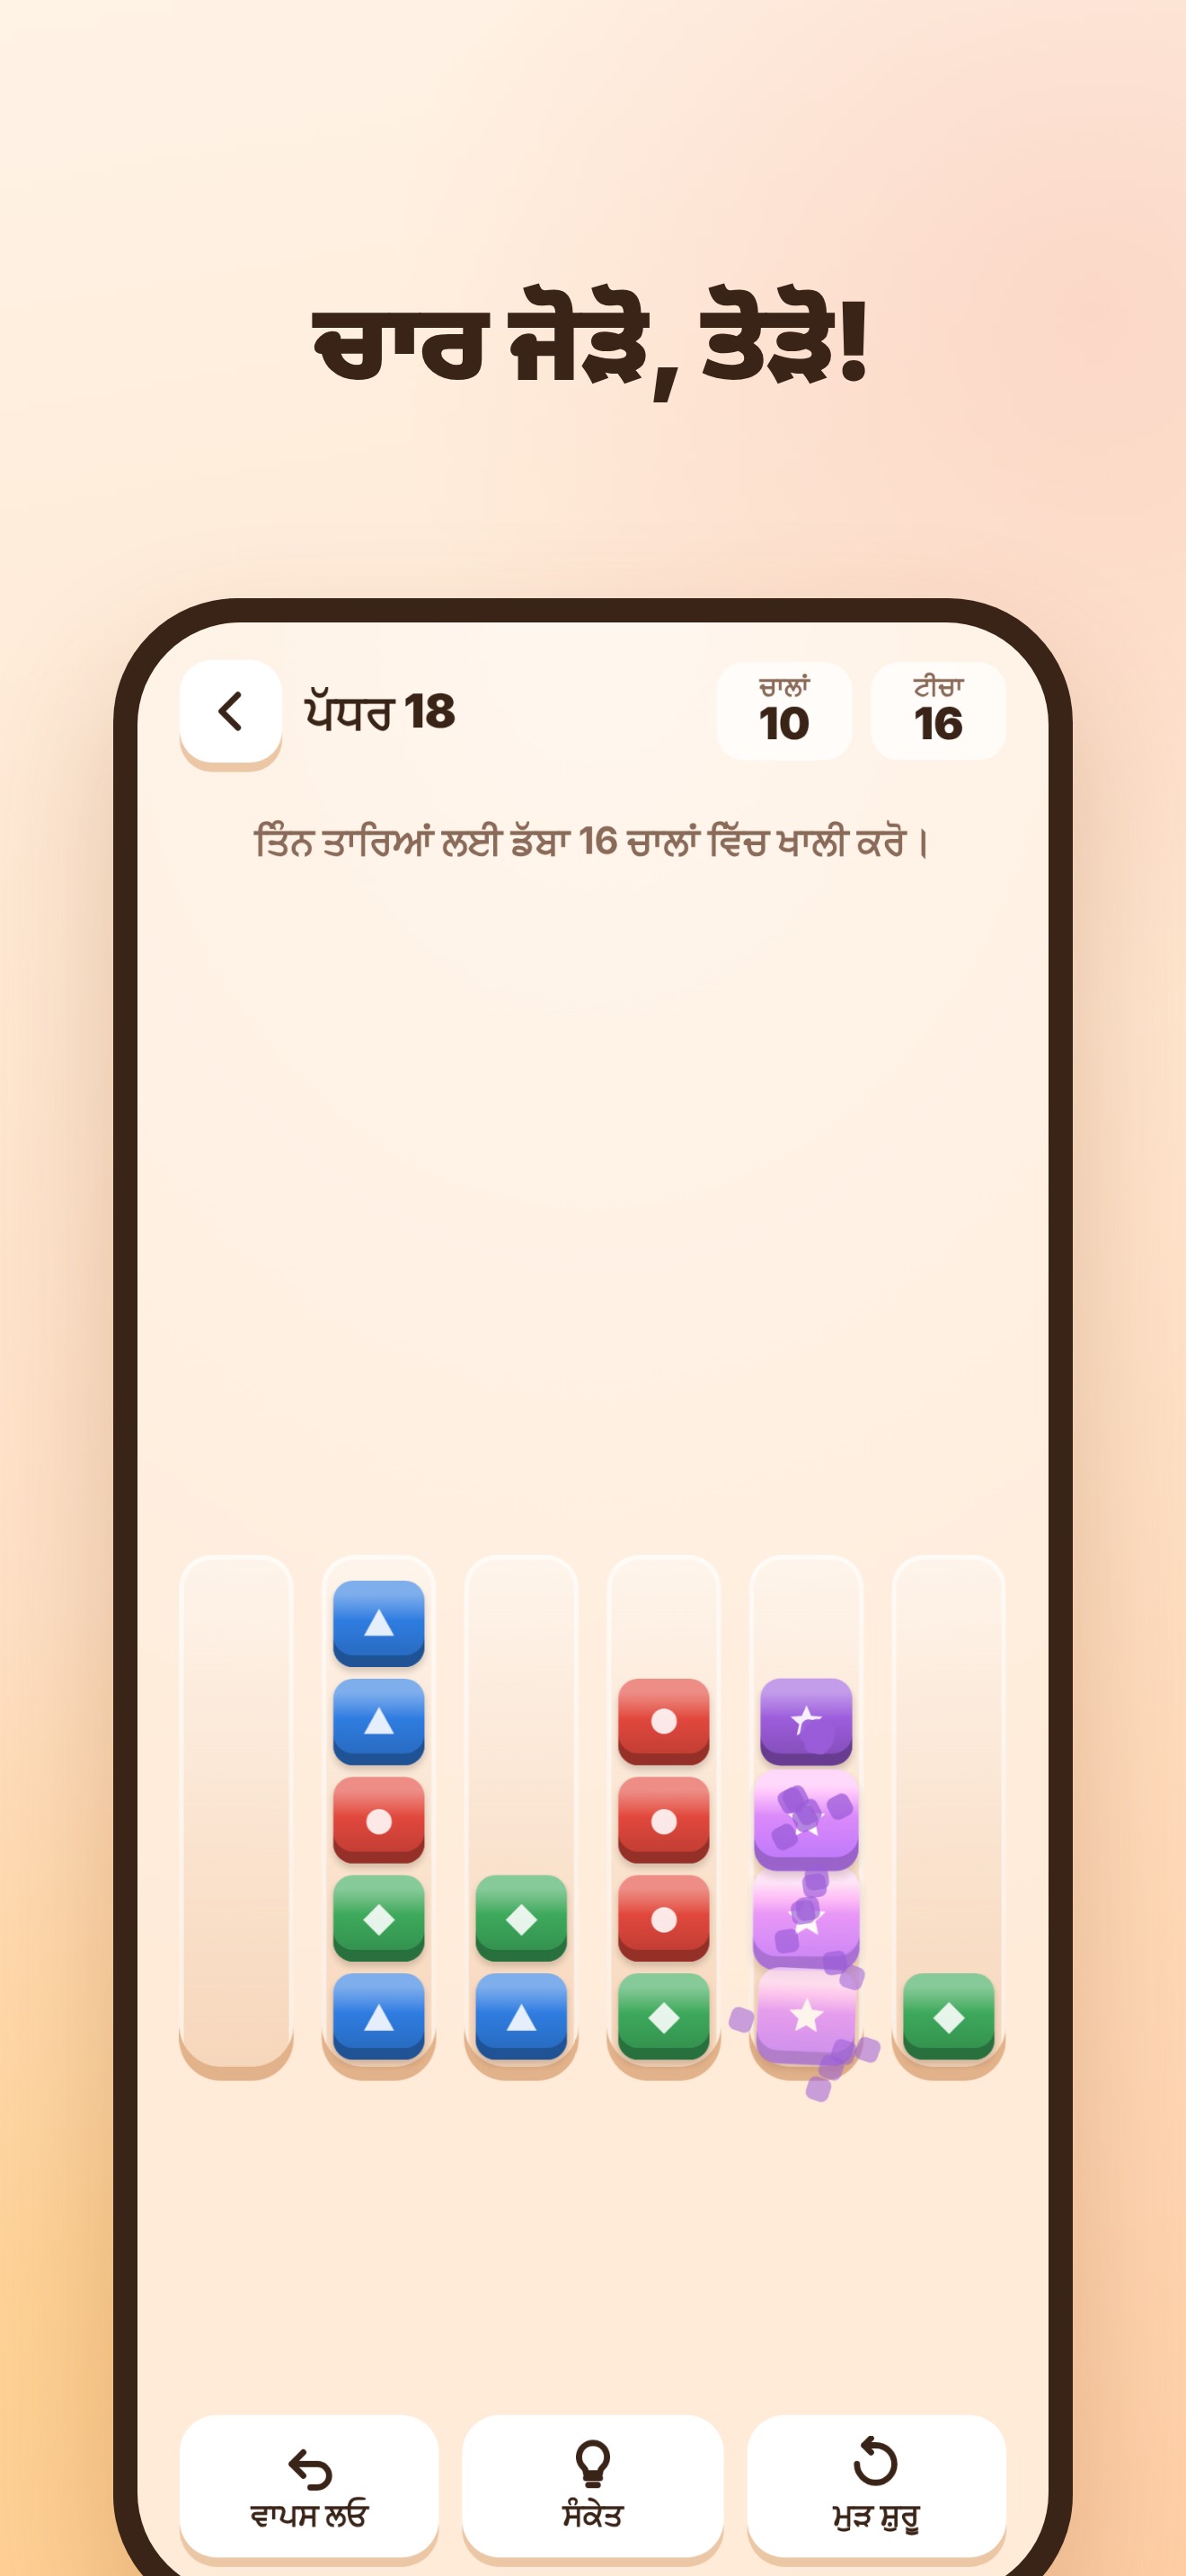 ਚਾਰ ਜੋੜੋ, ਤੋੜੋ!
ਪੱਧਰ 18
ਚਾਲਾਂ
10
ਟੀਚਾ
16
ਤਿੰਨ ਤਾਰਿਆਂ ਲਈ ਡੱਬਾ 16 ਚਾਲਾਂ ਵਿੱਚ ਖਾਲੀ ਕਰੋ।
ਵਾਪਸ ਲਓ
ਸੰਕੇਤ
ਮੁੜ ਸ਼ੁਰੂ